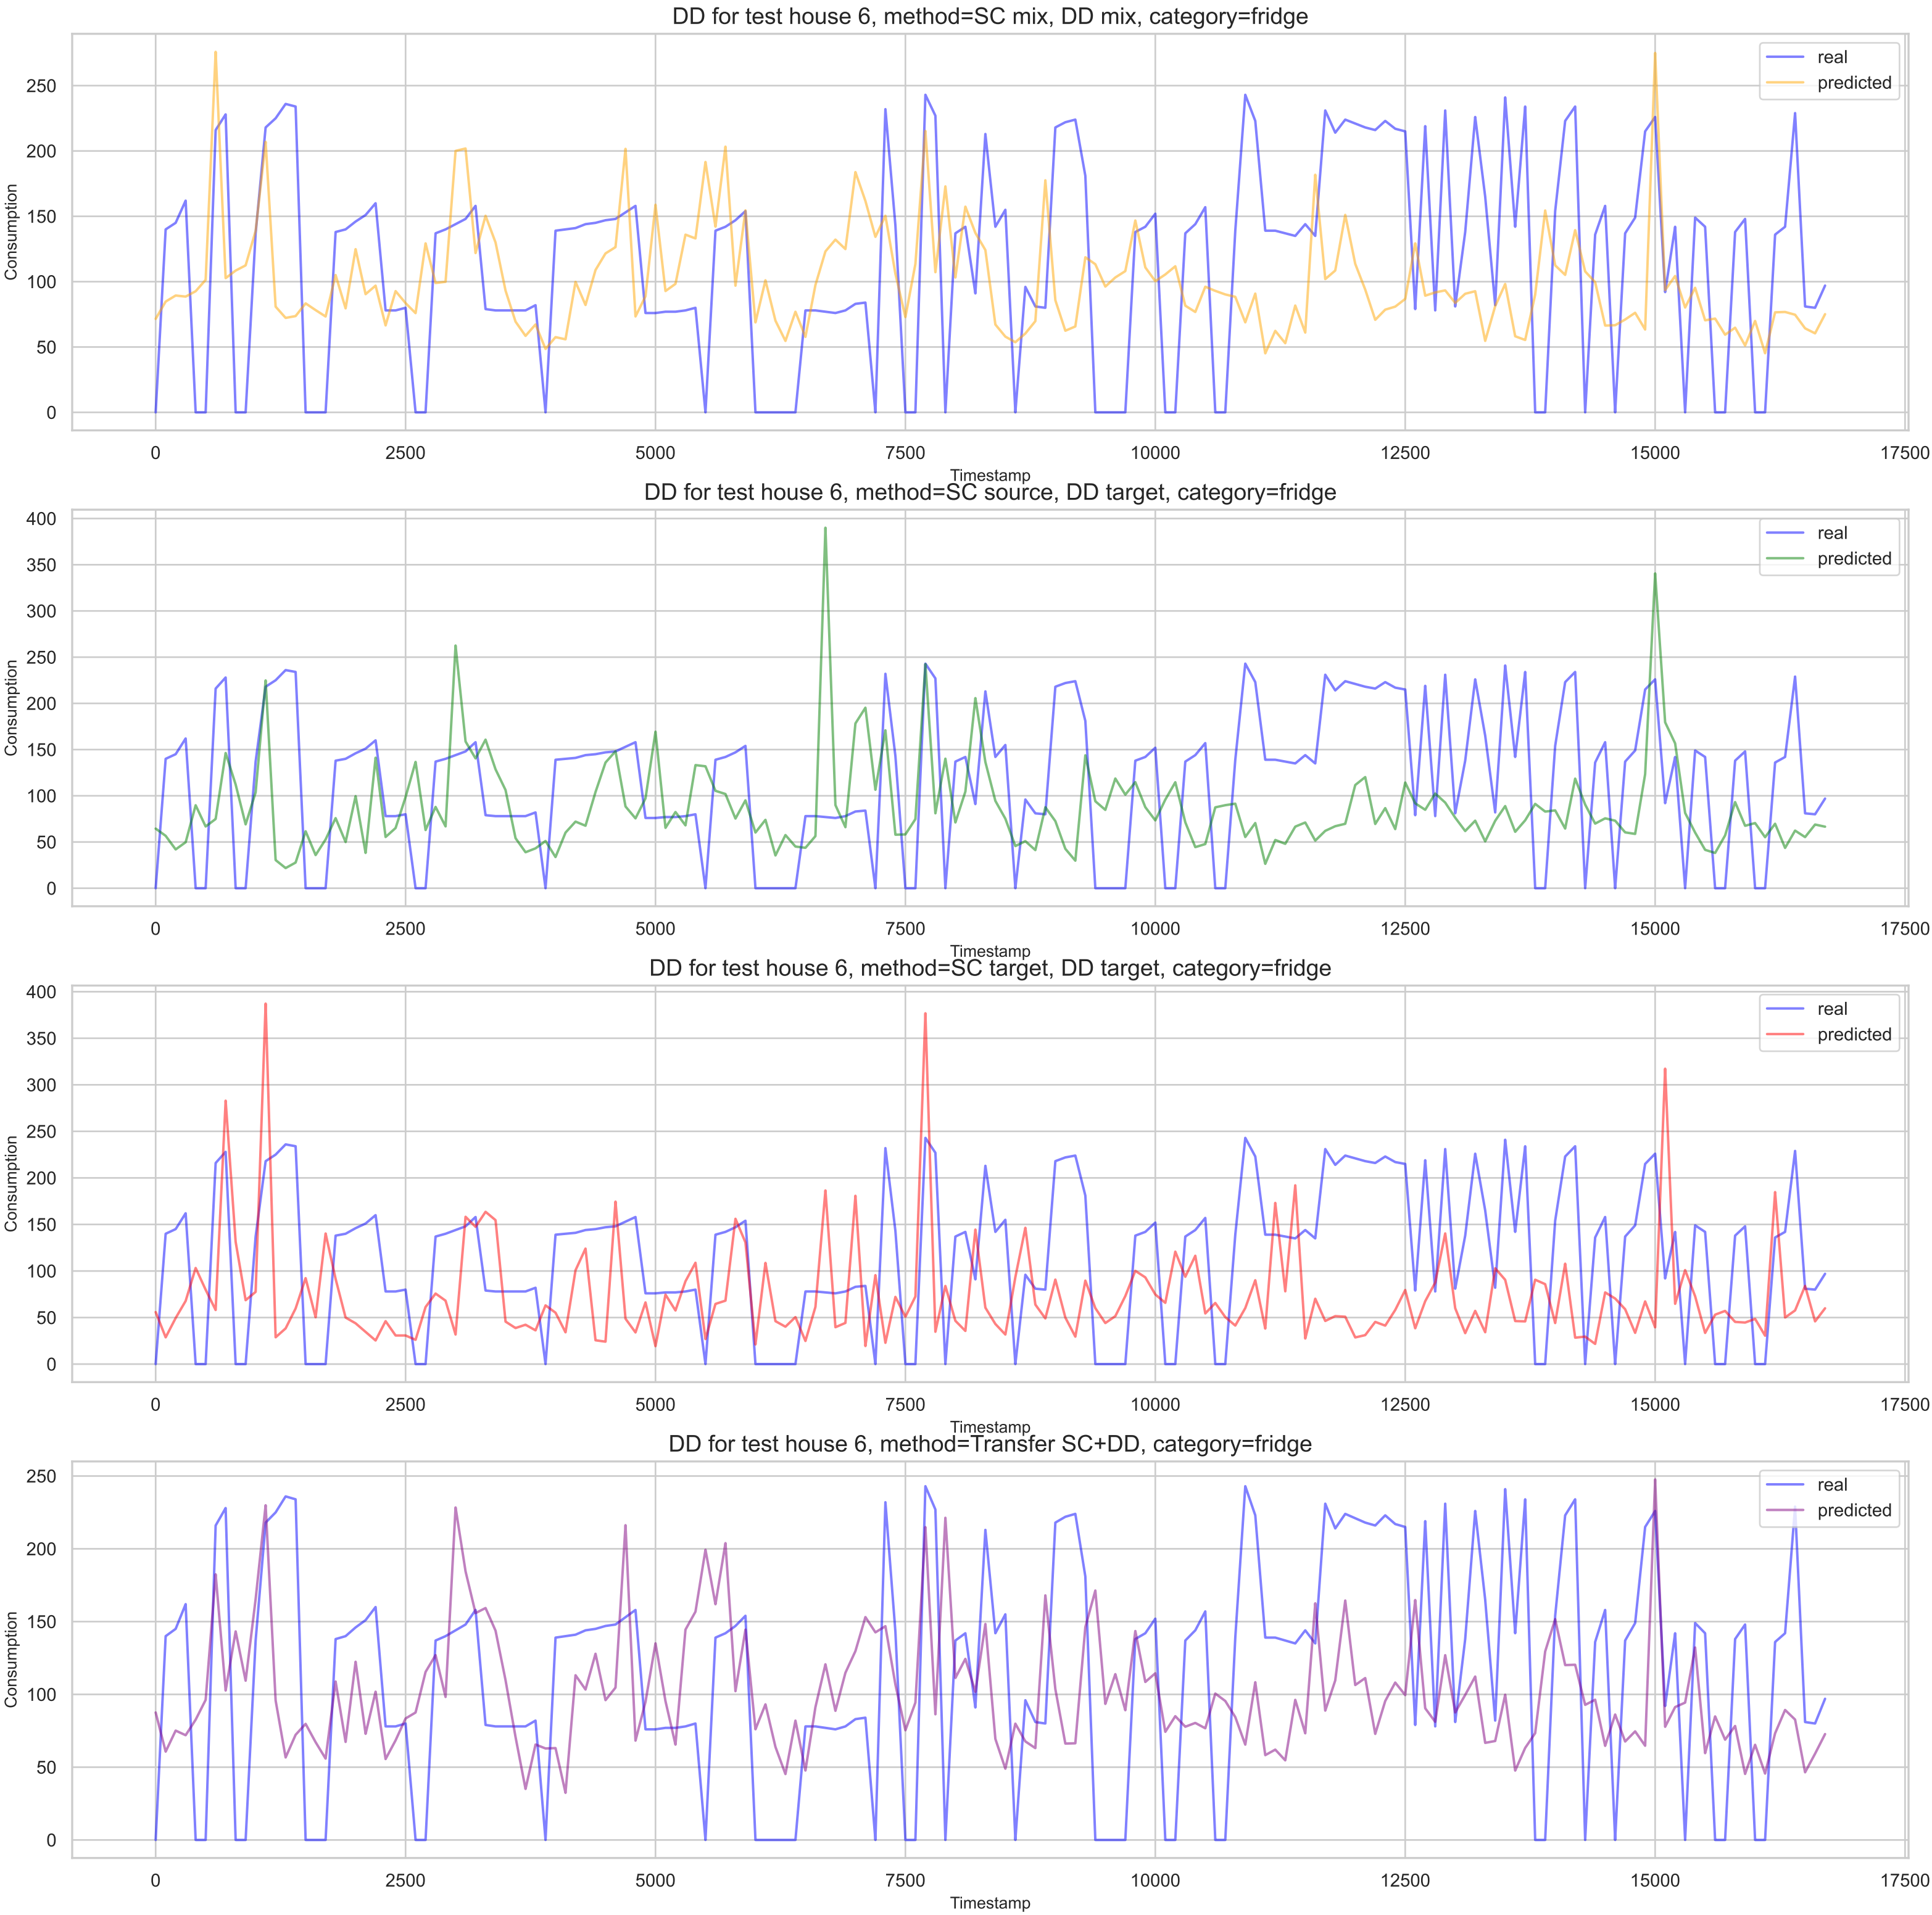 DD for test house 6, method=SC mix, DD mix, category=fridge
real
predicted
250
200
150
100
50
0
Consumption
0 2500 5000 7500 10000 12500 15000 17500
Timestamp
DD for test house 6, method=SC source, DD target, category=fridge
real
predicted
400
350
300
250
200
150
100
50
0
Consumption
0 2500 5000 7500 10000 12500 15000 17500
Timestamp
DD for test house 6, method=SC target, DD target, category=fridge
real
predicted
400
350
300
250
200
150
100
50
0
Consumption
0 2500 5000 7500 10000 12500 15000 17500
Timestamp
DD for test house 6, method=Transfer SC+DD, category=fridge
real
predicted
250
200
150
100
50
0
Consumption
0 2500 5000 7500 10000 12500 15000 17500
Timestamp